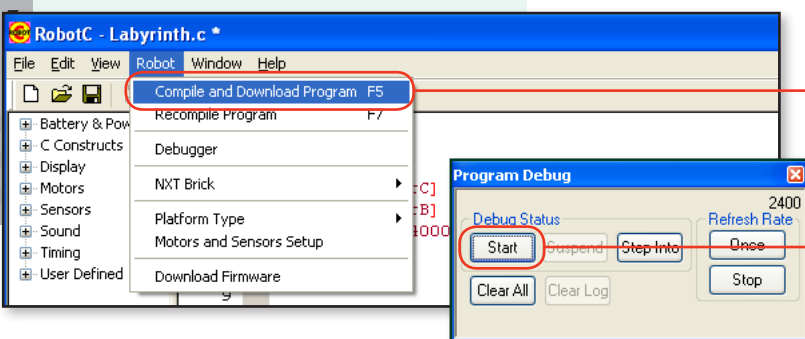 RobotC - Labyrinth.c *
File Edit View Robot Window Help
Compile and Download Program F5
Recompile Program F7
Debugger
NXT Brick
Platform Type
Motors and Sensors Setup
Download Firmware
Battery & Pow
C Constructs
Display
Motors
Sensors
Sound
Timing
User Defined
rC]
rB]
4000
9
Program Debug
2400
Debug Status
Refresh Rate
Start Suspend Step Into Once
Clear All Clear Log Stop